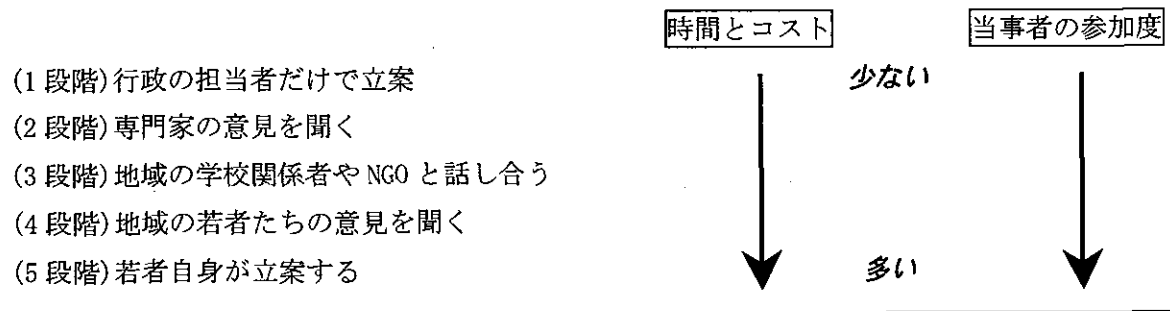 時間とコスト 当事者の参加度
(1 段階)行政の担当者だけで立案 少ない
(2 段階)専門家の意見を聞く
(3 段階)地域の学校関係者や NGO と話し合う
(4 段階)地域の若者たちの意見を聞く
(5 段階)若者自身が立案する 多い